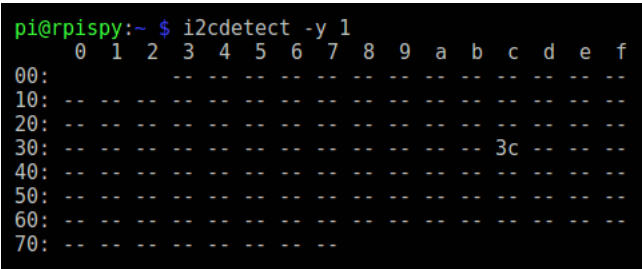 pi@rpispy:~ $ i2cdetect -y 1
     0  1  2  3  4  5  6  7  8  9  a  b  c  d  e  f
00:          -- -- -- -- -- -- -- -- -- -- -- -- --
10: -- -- -- -- -- -- -- -- -- -- -- -- -- -- -- --
20: -- -- -- -- -- -- -- -- -- -- -- -- -- -- -- --
30: -- -- -- -- -- -- -- -- -- -- -- -- 3c -- -- --
40: -- -- -- -- -- -- -- -- -- -- -- -- -- -- -- --
50: -- -- -- -- -- -- -- -- -- -- -- -- -- -- -- --
60: -- -- -- -- -- -- -- -- -- -- -- -- -- -- -- --
70: -- -- -- -- -- -- -- --